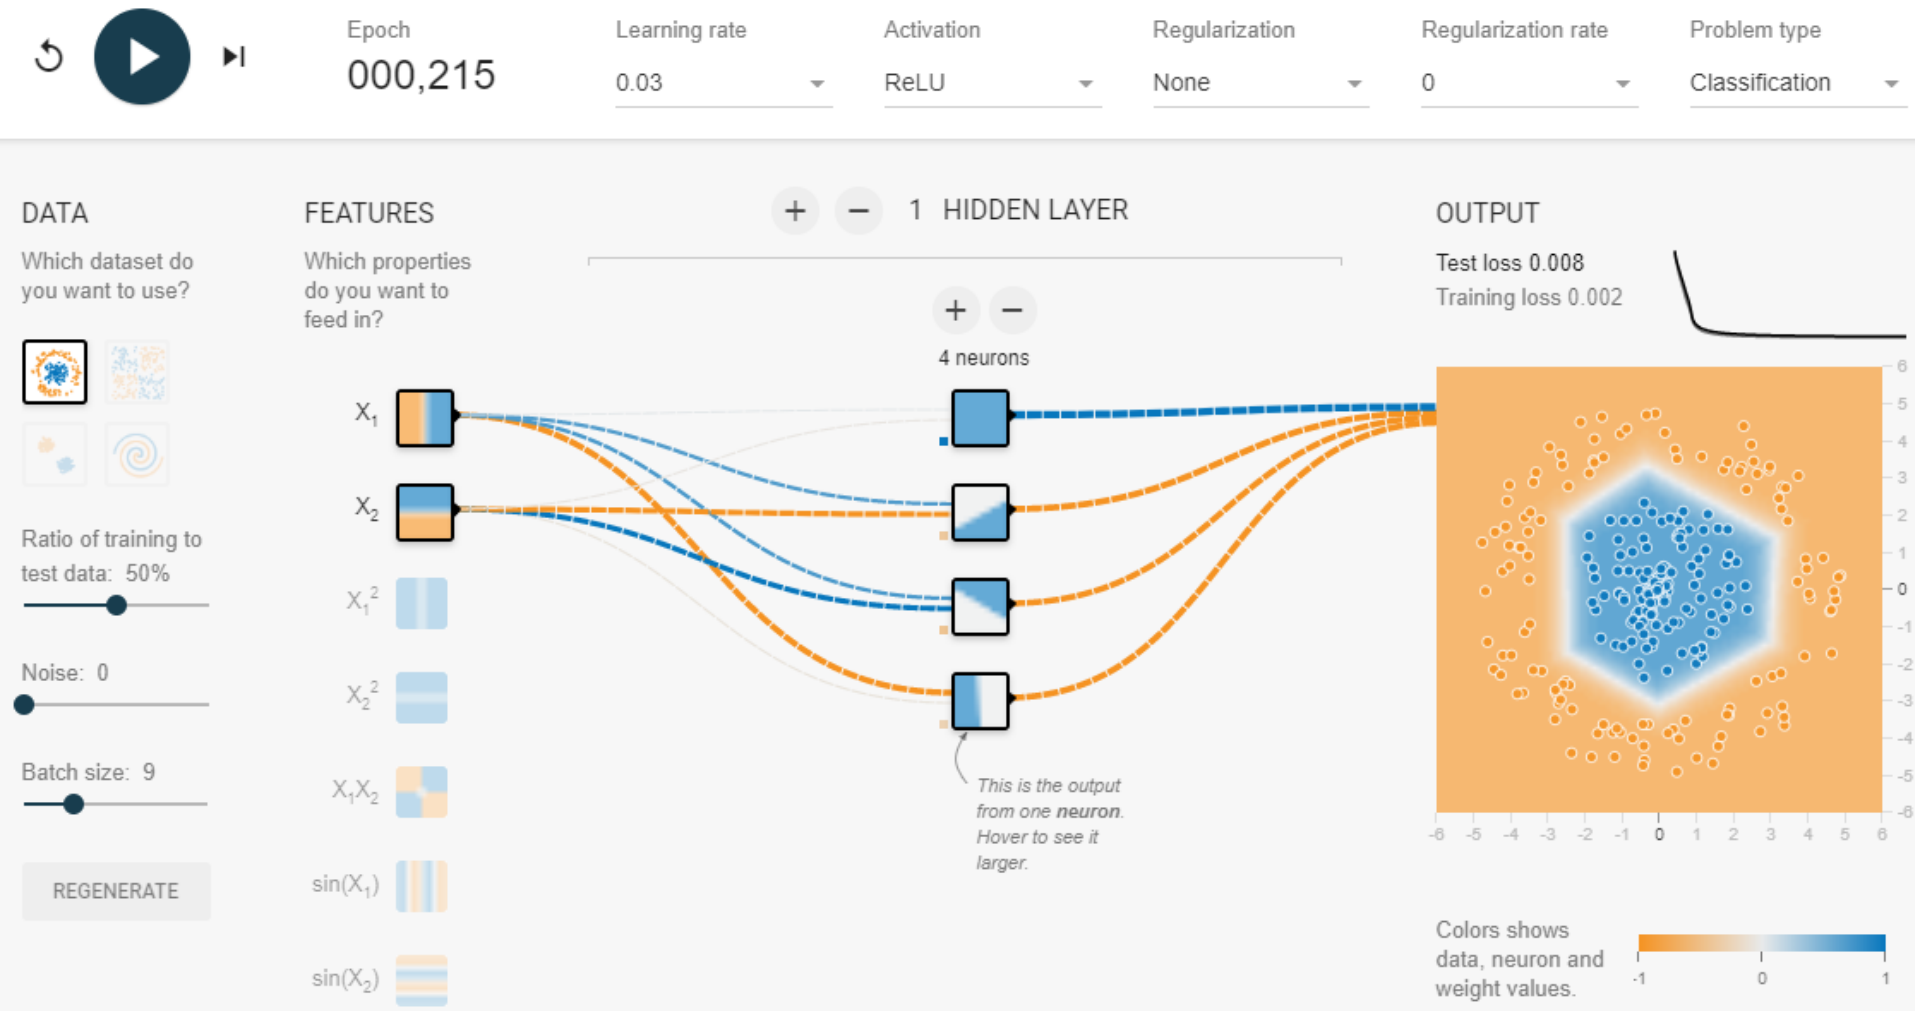 Epoch
000,215
Learning rate
0.03
Activation
ReLU
Regularization
None
Regularization rate
0
Problem type
Classification
DATA
Which dataset do
you want to use?
Ratio of training to
test data: 50%
Noise: 0
Batch size: 9
REGENERATE
FEATURES
Which properties
do you want to
feed in?
X₁
X₂
X₁²
X₂²
X₁X₂
sin(X₁)
sin(X₂)
+ − 1 HIDDEN LAYER
+ −
4 neurons
This is the output
from one neuron.
Hover to see it
larger.
OUTPUT
Test loss 0.008
Training loss 0.002
6
5
4
3
2
1
0
-1
-2
-3
-4
-5
-6
-6 -5 -4 -3 -2 -1 0 1 2 3 4 5 6
Colors shows
data, neuron and
weight values.
-1 0 1